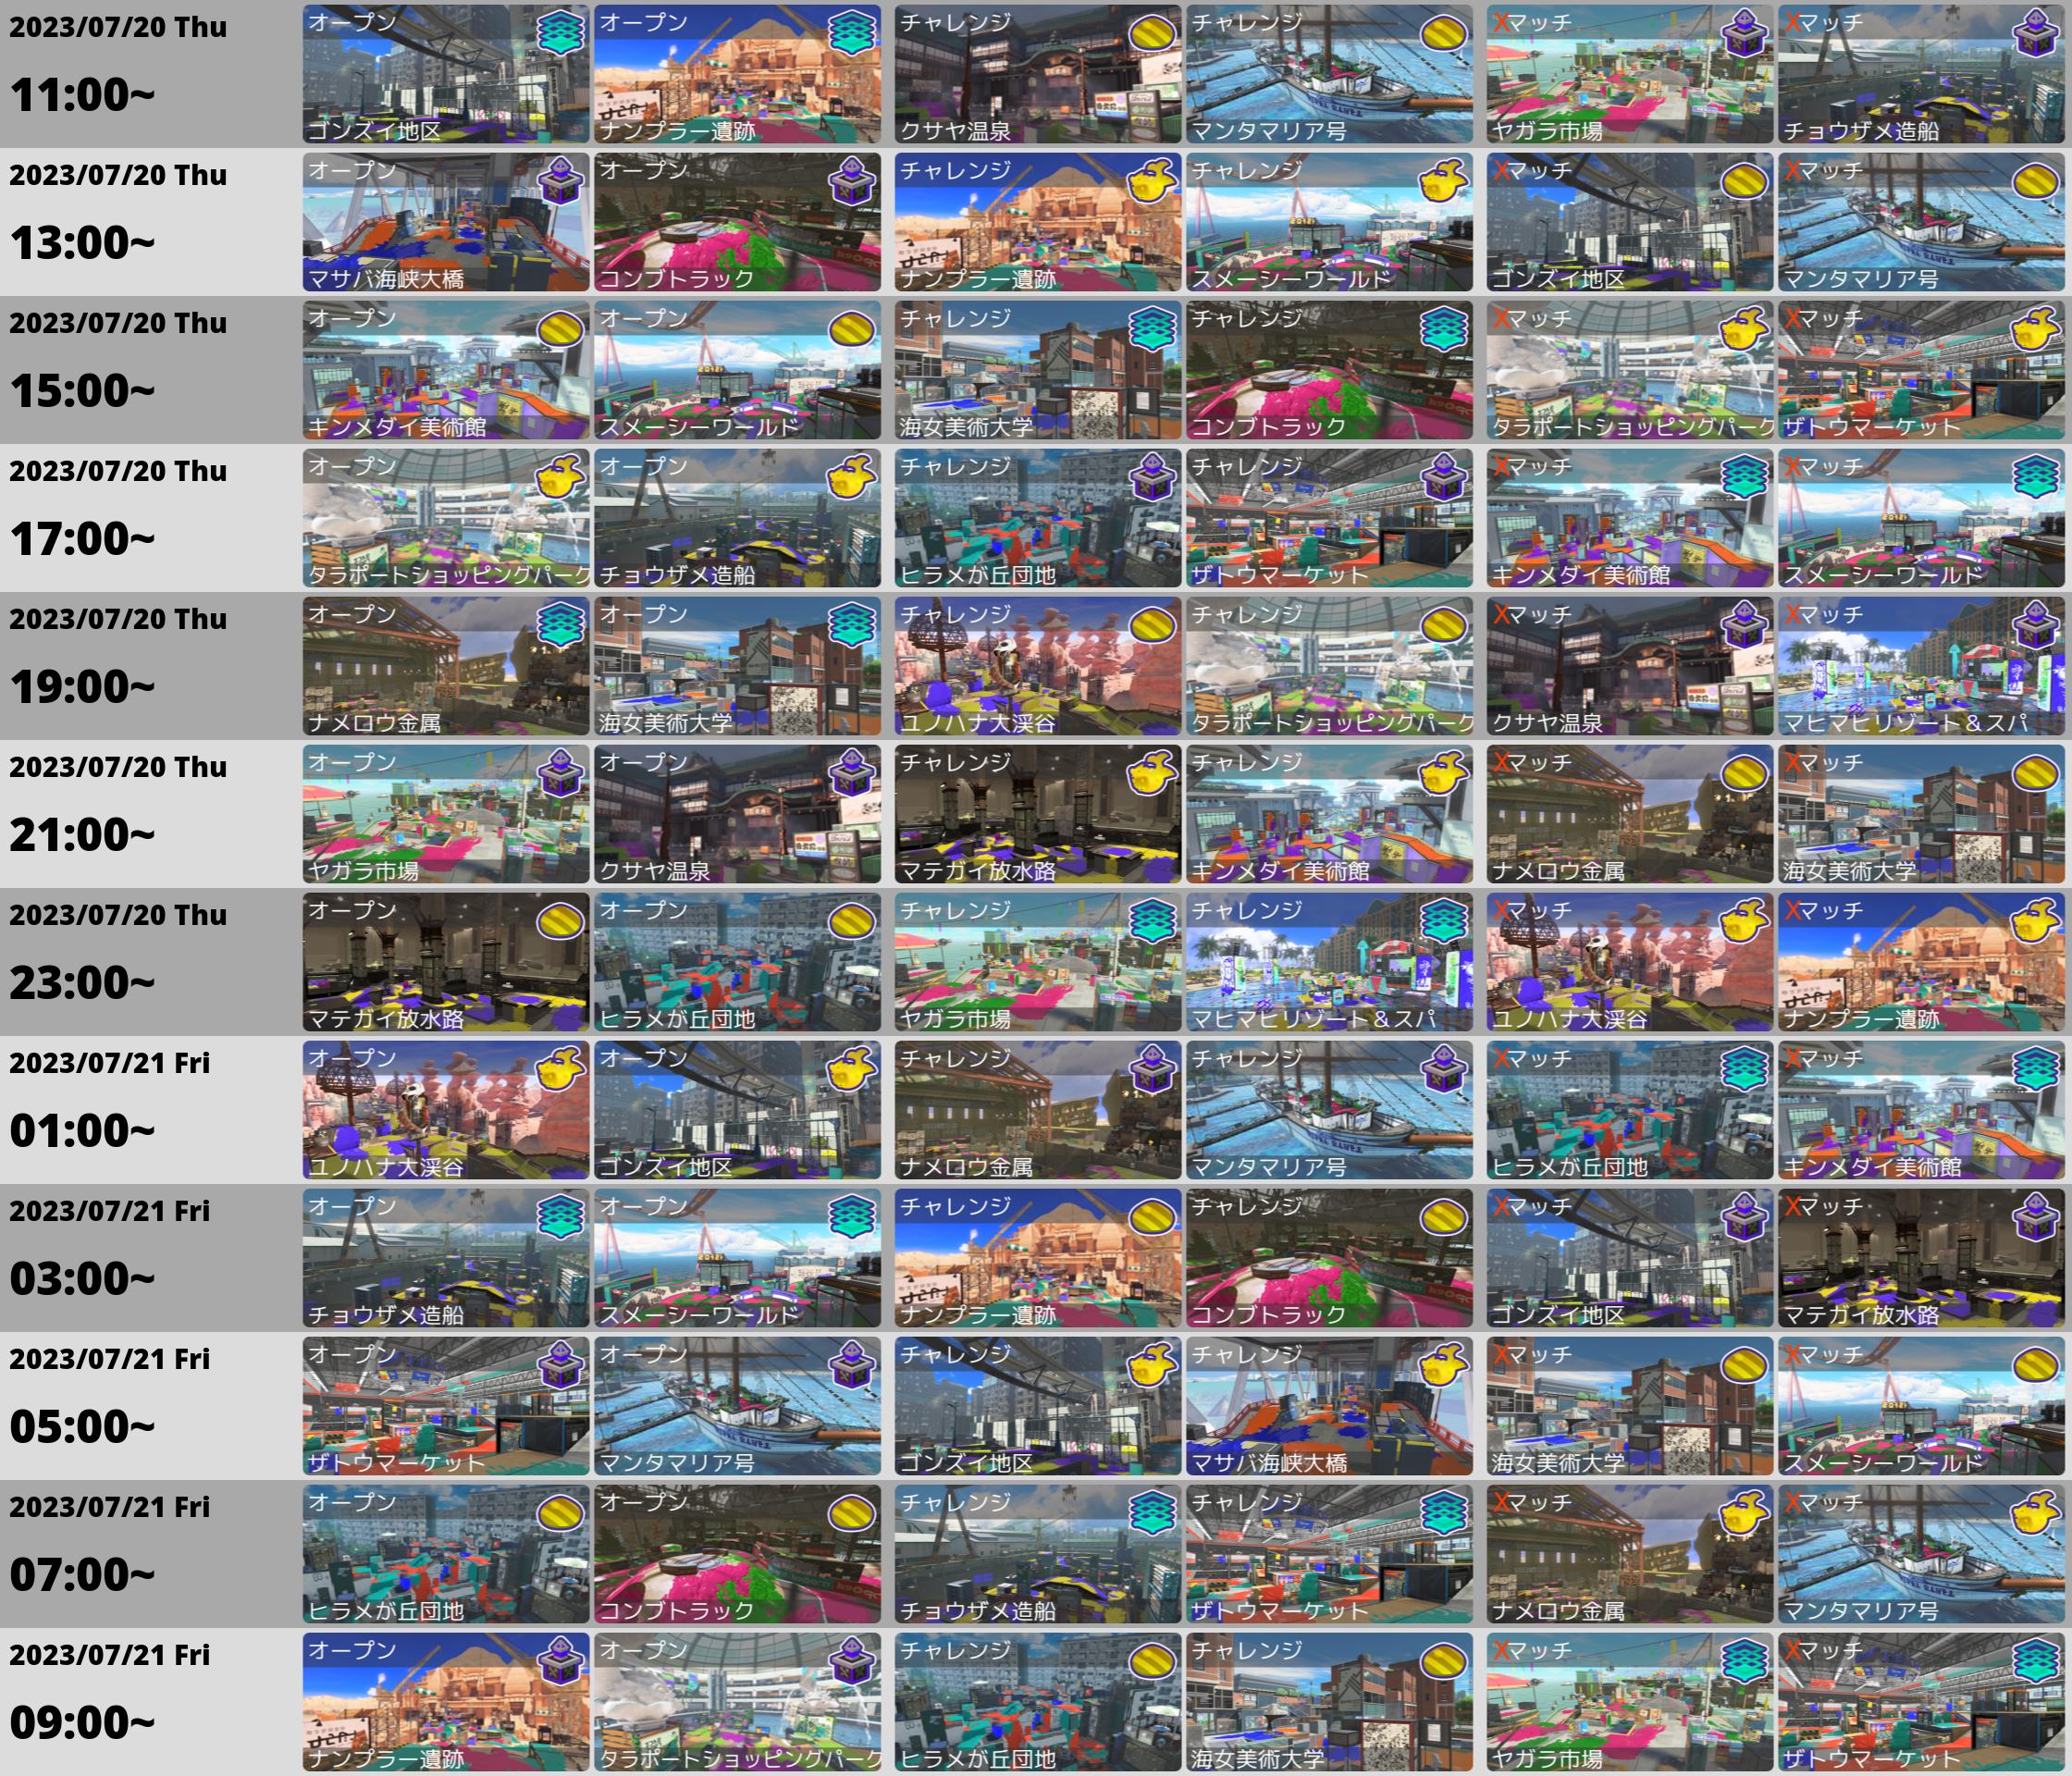 2023/07/20 Thu
11:00~
オープン オープン チャレンジ チャレンジ Xマッチ Xマッチ
ゴンズイ地区 ナンプラー遺跡 クサヤ温泉 マンタマリア号 ヤガラ市場 チョウザメ造船
2023/07/20 Thu
13:00~
オープン オープン チャレンジ チャレンジ Xマッチ Xマッチ
マサバ海峡大橋 コンブトラック ナンプラー遺跡 スメーシーワールド ゴンズイ地区 マンタマリア号
2023/07/20 Thu
15:00~
オープン オープン チャレンジ チャレンジ Xマッチ Xマッチ
キンメダイ美術館 スメーシーワールド 海女美術大学 コンブトラック タラポートショッピングパーク ザトウマーケット
2023/07/20 Thu
17:00~
オープン オープン チャレンジ チャレンジ Xマッチ Xマッチ
タラポートショッピングパーク チョウザメ造船 ヒラメが丘団地 ザトウマーケット キンメダイ美術館 スメーシーワールド
2023/07/20 Thu
19:00~
オープン オープン チャレンジ チャレンジ Xマッチ Xマッチ
ナメロウ金属 海女美術大学 ユノハナ大渓谷 タラポートショッピングパーク クサヤ温泉 マヒマヒリゾート＆スパ
2023/07/20 Thu
21:00~
オープン オープン チャレンジ チャレンジ Xマッチ Xマッチ
ヤガラ市場 クサヤ温泉 マテガイ放水路 キンメダイ美術館 ナメロウ金属 海女美術大学
2023/07/20 Thu
23:00~
オープン オープン チャレンジ チャレンジ Xマッチ Xマッチ
マテガイ放水路 ヒラメが丘団地 ヤガラ市場 マヒマヒリゾート＆スパ ユノハナ大渓谷 ナンプラー遺跡
2023/07/21 Fri
01:00~
オープン オープン チャレンジ チャレンジ Xマッチ Xマッチ
ユノハナ大渓谷 ゴンズイ地区 ナメロウ金属 マンタマリア号 ヒラメが丘団地 キンメダイ美術館
2023/07/21 Fri
03:00~
オープン オープン チャレンジ チャレンジ Xマッチ Xマッチ
チョウザメ造船 スメーシーワールド ナンプラー遺跡 コンブトラック ゴンズイ地区 マテガイ放水路
2023/07/21 Fri
05:00~
オープン オープン チャレンジ チャレンジ Xマッチ Xマッチ
ザトウマーケット マンタマリア号 ゴンズイ地区 マサバ海峡大橋 海女美術大学 スメーシーワールド
2023/07/21 Fri
07:00~
オープン オープン チャレンジ チャレンジ Xマッチ Xマッチ
ヒラメが丘団地 コンブトラック チョウザメ造船 ザトウマーケット ナメロウ金属 マンタマリア号
2023/07/21 Fri
09:00~
オープン オープン チャレンジ チャレンジ Xマッチ Xマッチ
ナンプラー遺跡 タラポートショッピングパーク ヒラメが丘団地 海女美術大学 ヤガラ市場 ザトウマーケット